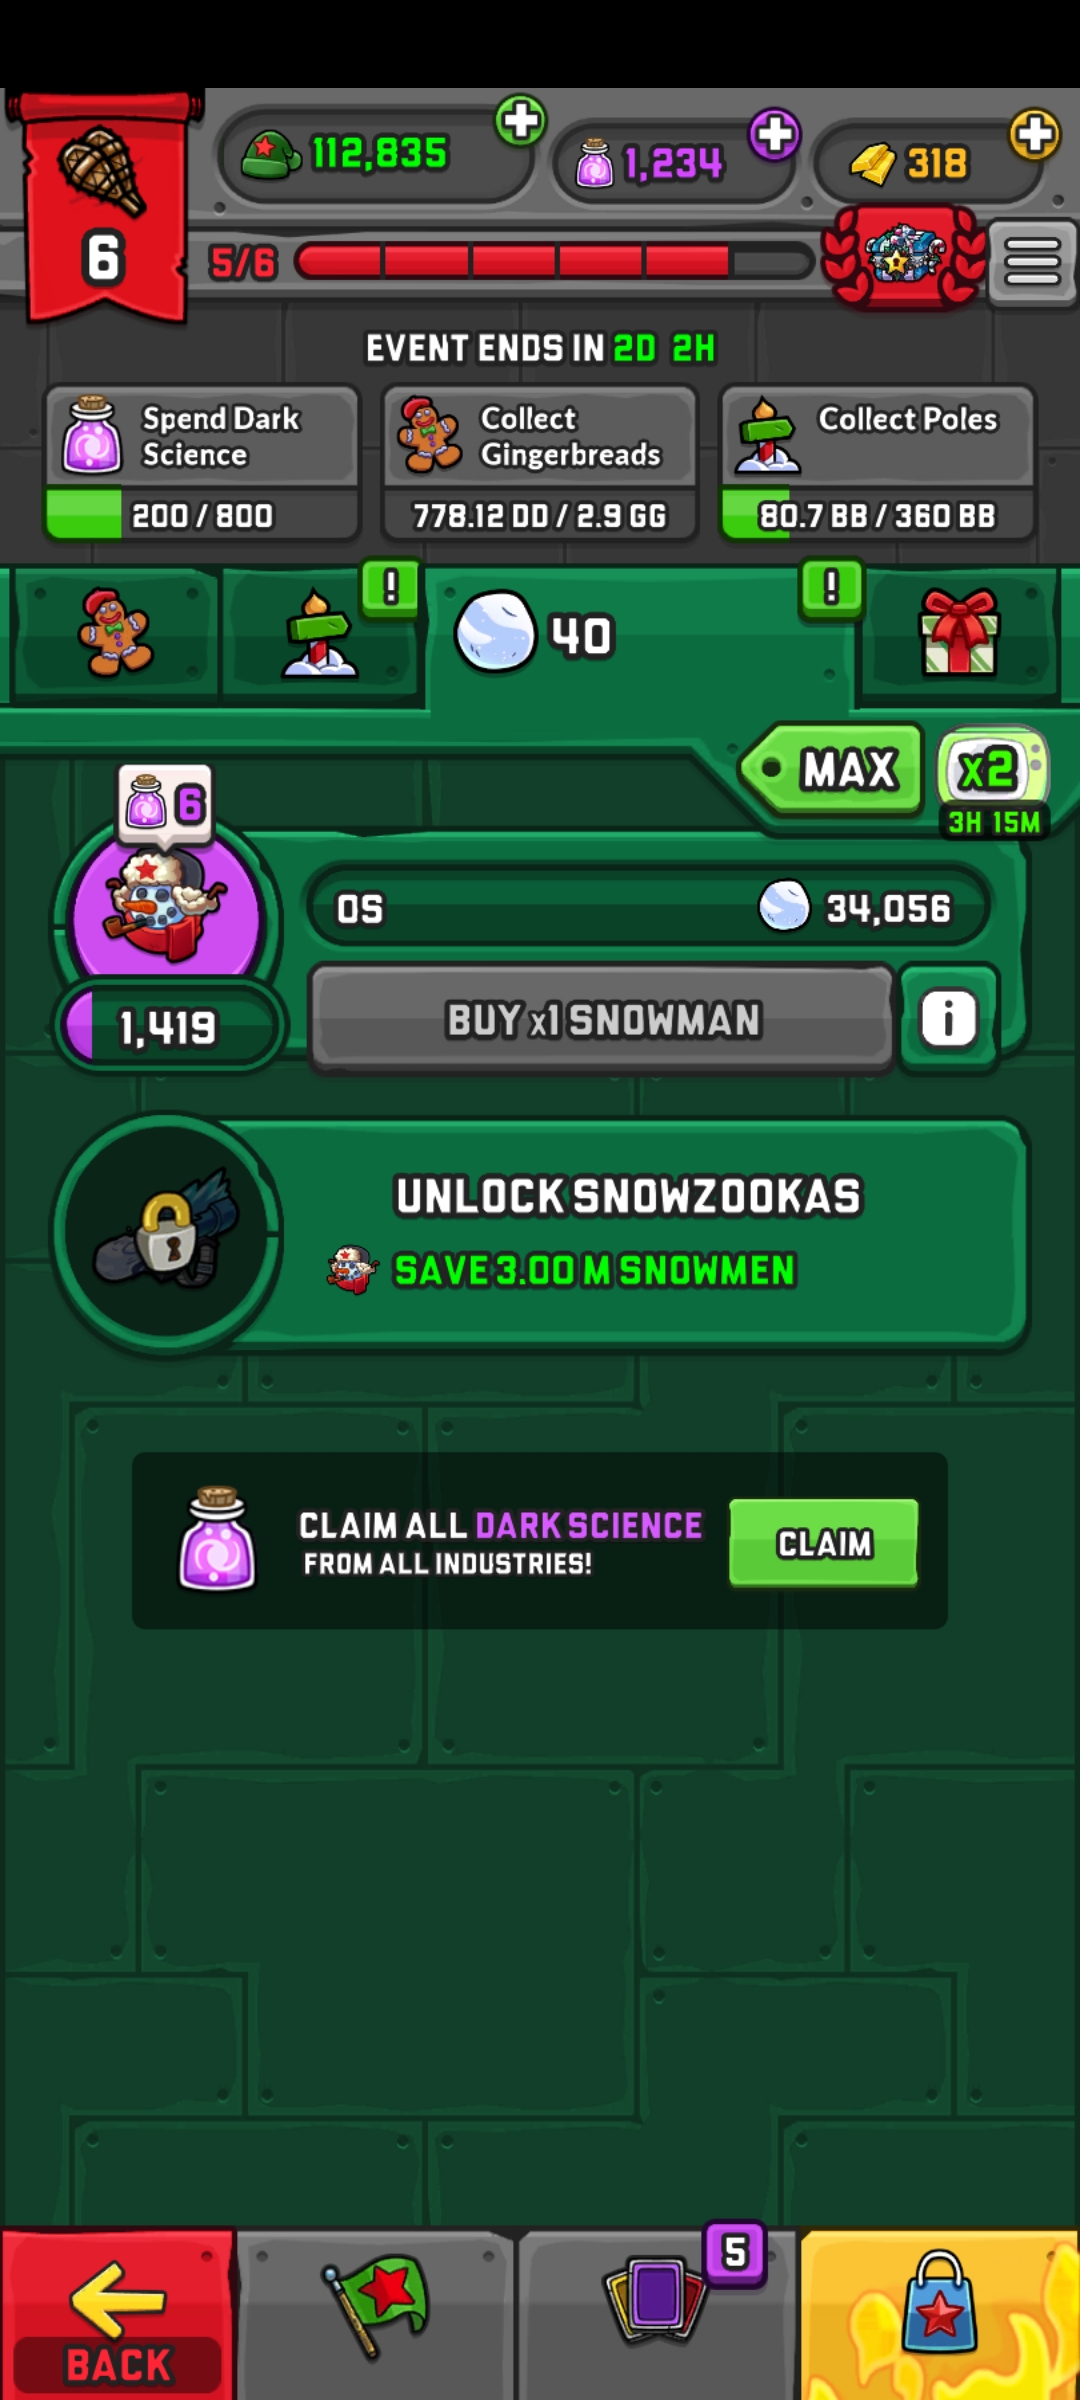 112,835
1,234
318
6
5/6
EVENT ENDS IN 2D 2H
Spend Dark
Science
200 / 800
Collect
Gingerbreads
778.12 DD / 2.9 GG
Collect Poles
80.7 BB / 360 BB
!
40
!
MAX
x2
3H 15M
6
0S
34,056
1,419
BUY x1 SNOWMAN
i
UNLOCK SNOWZOOKAS
SAVE 3.00 M SNOWMEN
CLAIM ALL DARK SCIENCE
FROM ALL INDUSTRIES!
CLAIM
5
BACK